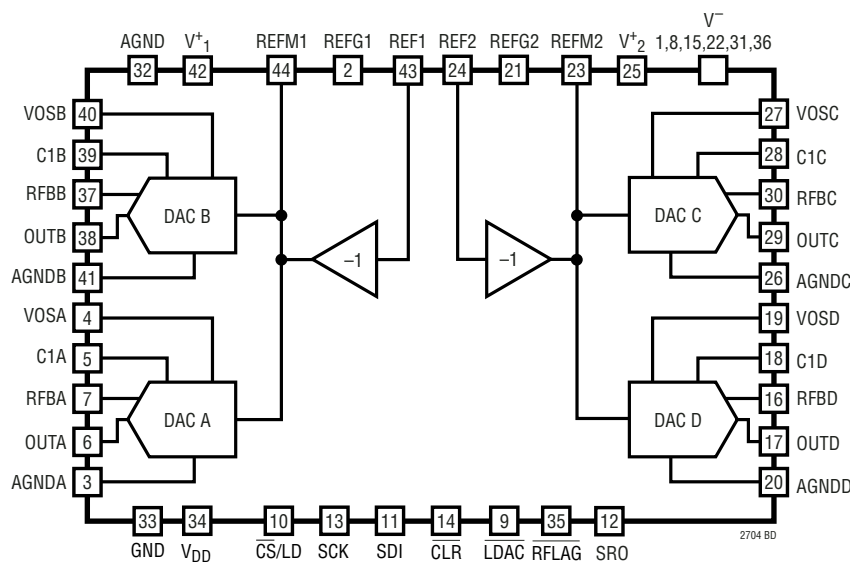 AGND V⁺1 REFM1 REFG1 REF1 REF2 REFG2 REFM2 V⁺2 V⁻
1,8,15,22,31,36
32 42 44 2 43 24 21 23 25
VOSB 40 27 VOSC
C1B 39 28 C1C
RFBB 37 DAC B DAC C 30 RFBC
OUTB 38 29 OUTC
–1 –1
AGNDB 41 26 AGNDC
VOSA 4 19 VOSD
C1A 5 18 C1D
RFBA 7 DAC A DAC D 16 RFBD
OUTA 6 17 OUTD
AGNDA 3 20 AGNDD
33 34 10 13 11 14 9 35 12
2704 BD
GND VDD C̅S̅/LD SCK SDI C̅L̅R̅ L̅D̅A̅C̅ R̅F̅L̅A̅G̅ SRO